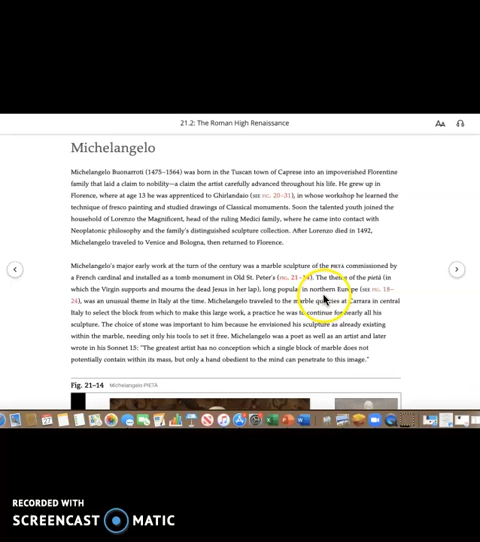 21.2: The Roman High Renaissance
AA
Michelangelo
Michelangelo Buonarroti (1475–1564) was born in the Tuscan town of Caprese into an impoverished Florentine
family that laid a claim to nobility—a claim the artist carefully advanced throughout his life. He grew up in
Florence, where at age 13 he was apprenticed to Ghirlandaio (SEE FIG. 20–31), in whose workshop he learned the
technique of fresco painting and studied drawings of Classical monuments. Soon the talented youth joined the
household of Lorenzo the Magnificent, head of the ruling Medici family, where he came into contact with
Neoplatonic philosophy and the family's distinguished sculpture collection. After Lorenzo died in 1492,
Michelangelo traveled to Venice and Bologna, then returned to Florence.
Michelangelo's major early work at the turn of the century was a marble sculpture of the PIETÀ commissioned by
a French cardinal and installed as a tomb monument in Old St. Peter's (FIG. 21–14). The theme of the pietà (in
which the Virgin supports and mourns the dead Jesus in her lap), long popular in northern Europe (SEE FIG. 18–
24), was an unusual theme in Italy at the time. Michelangelo traveled to the marble quarries at Carrara in central
Italy to select the block from which to make this large work, a practice he was to continue for nearly all his
sculpture. The choice of stone was important to him because he envisioned his sculpture as already existing
within the marble, needing only his tools to set it free. Michelangelo was a poet as well as an artist and later
wrote in his Sonnet 15: "The greatest artist has no conception which a single block of marble does not
potentially contain within its mass, but only a hand obedient to the mind can penetrate to this image."
Fig. 21–14 Michelangelo PIETÀ
RECORDED WITH
SCREENCAST MATIC